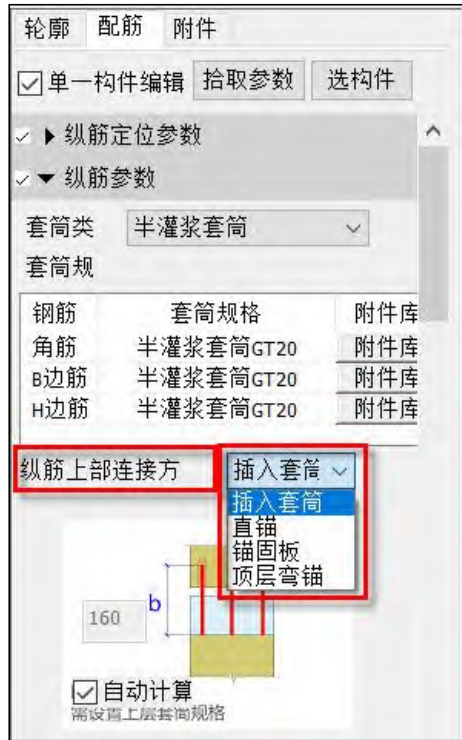 轮廓 配筋 附件
单一构件编辑 拾取参数 选构件
纵筋定位参数
纵筋参数
套筒类 半灌浆套筒
套筒规
钢筋 套筒规格 附件库
角筋 半灌浆套筒GT20 附件库
B边筋 半灌浆套筒GT20 附件库
H边筋 半灌浆套筒GT20 附件库
纵筋上部连接方 插入套筒
插入套筒
直锚
锚固板
顶层弯锚
160 b
自动计算
需设置上层套筒规格